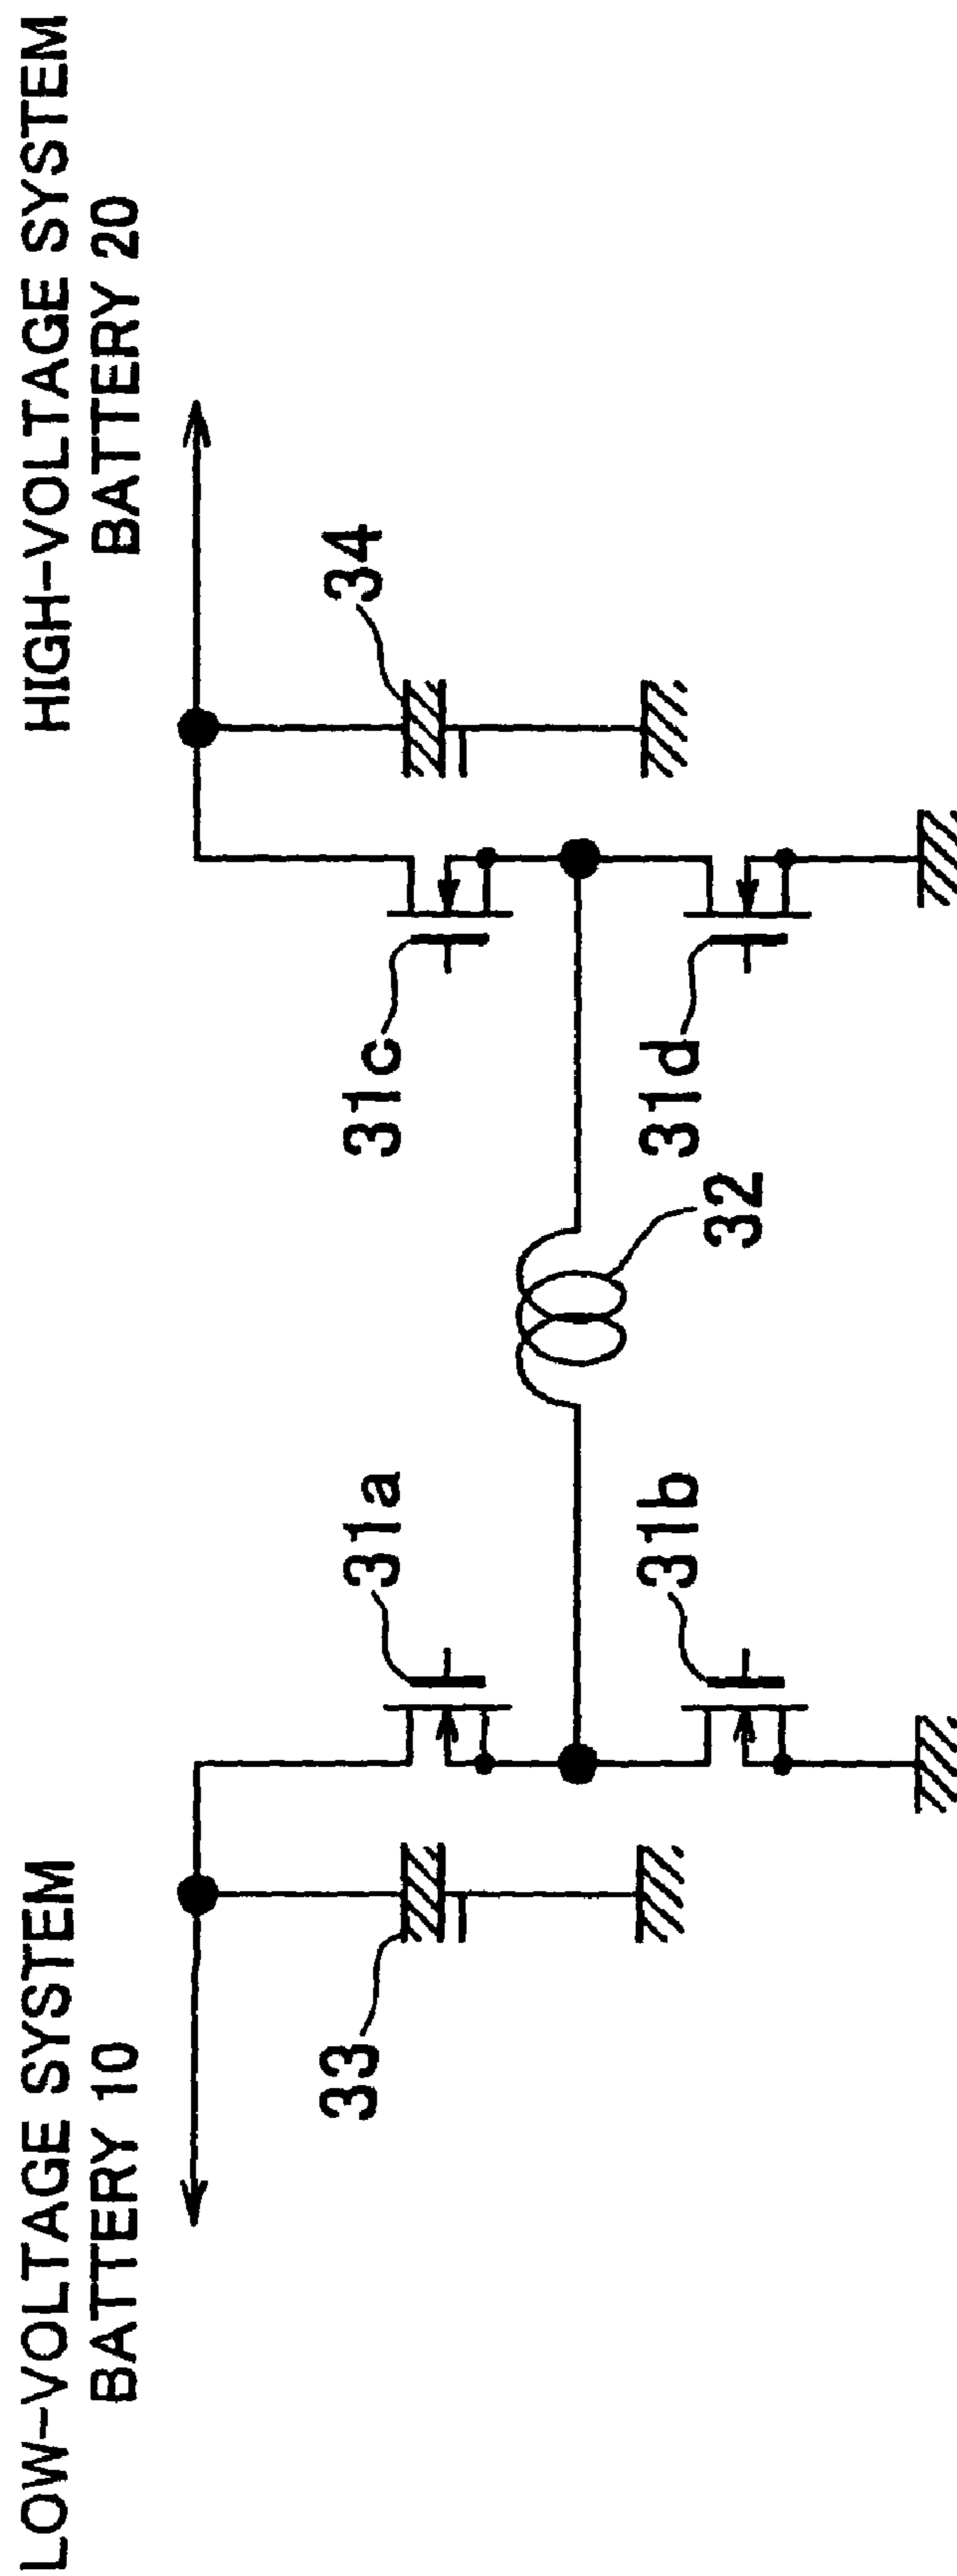 LOW-VOLTAGE SYSTEM
BATTERY 10
HIGH-VOLTAGE SYSTEM
BATTERY 20
33
34
31a
31c
31b
31d
32